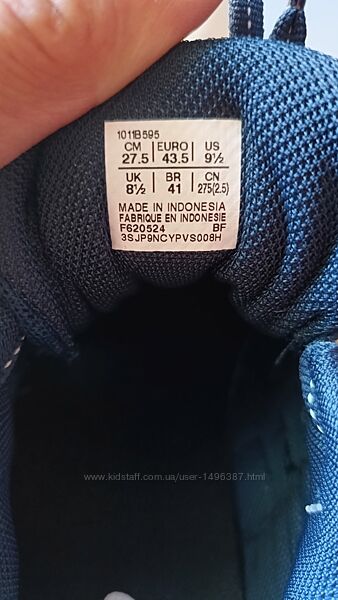 1011B595
CM EURO US
27.5 43.5 9½
UK BR CN
8½ 41 275(2.5)
MADE IN INDONESIA
FABRIQUE EN INDONESIE
F620524 BF
3SJP9NCYPVS008H
www.kidstaff.com.ua/user-1496387.html